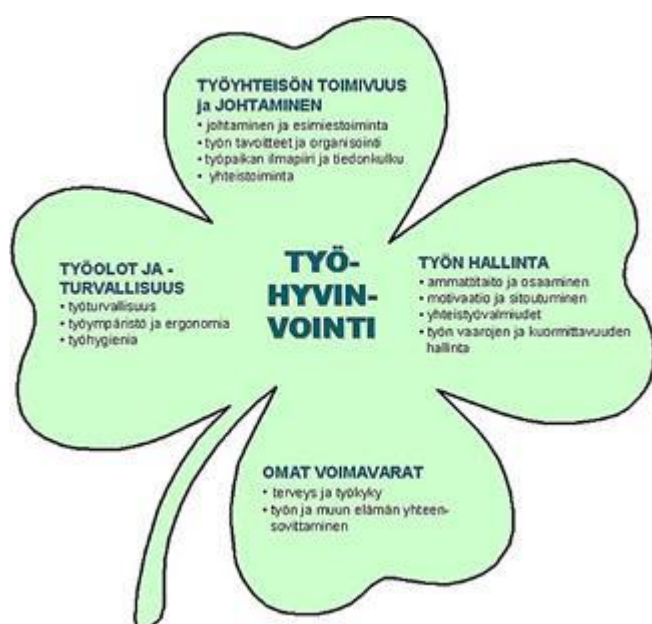 TYÖYHTEISÖN TOIMIVUUS
ja JOHTAMINEN
• johtaminen ja esimiestoiminta
• työn tavoitteet ja organisointi
• työpaikan ilmapiiri ja tiedonkulku
• yhteistoiminta
TYÖOLOT JA -
TURVALLISUUS
• työturvallisuus
• työympäristö ja ergonomia
• työhygienia
TYÖ-
HYVIN-
VOINTI
TYÖN HALLINTA
• ammattitaito ja osaaminen
• motivaatio ja sitoutuminen
• yhteistyövalmiudet
• työn vaarojen ja kuormittavuuden
hallinta
OMAT VOIMAVARAT
• terveys ja työkyky
• työn ja muun elämän yhteen-
sovittaminen